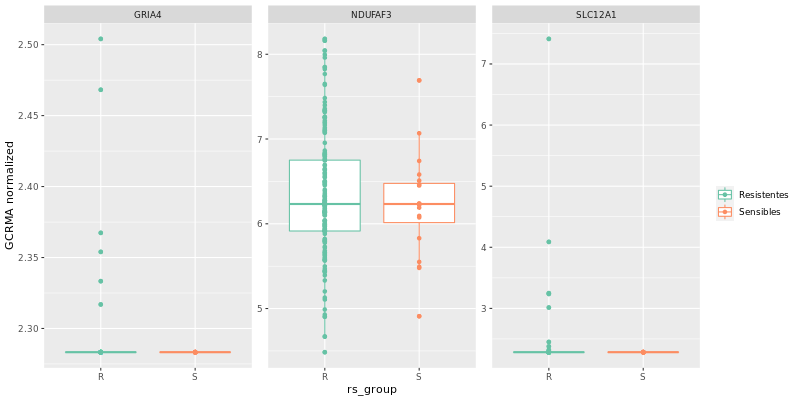 GRIA4
NDUFAF3
SLC12A1
GCRMA normalized
2.50
2.45
2.40
2.35
2.30
8
7
6
5
7
6
5
4
3
R
S
R
S
R
S
rs_group
Resistentes
Sensibles